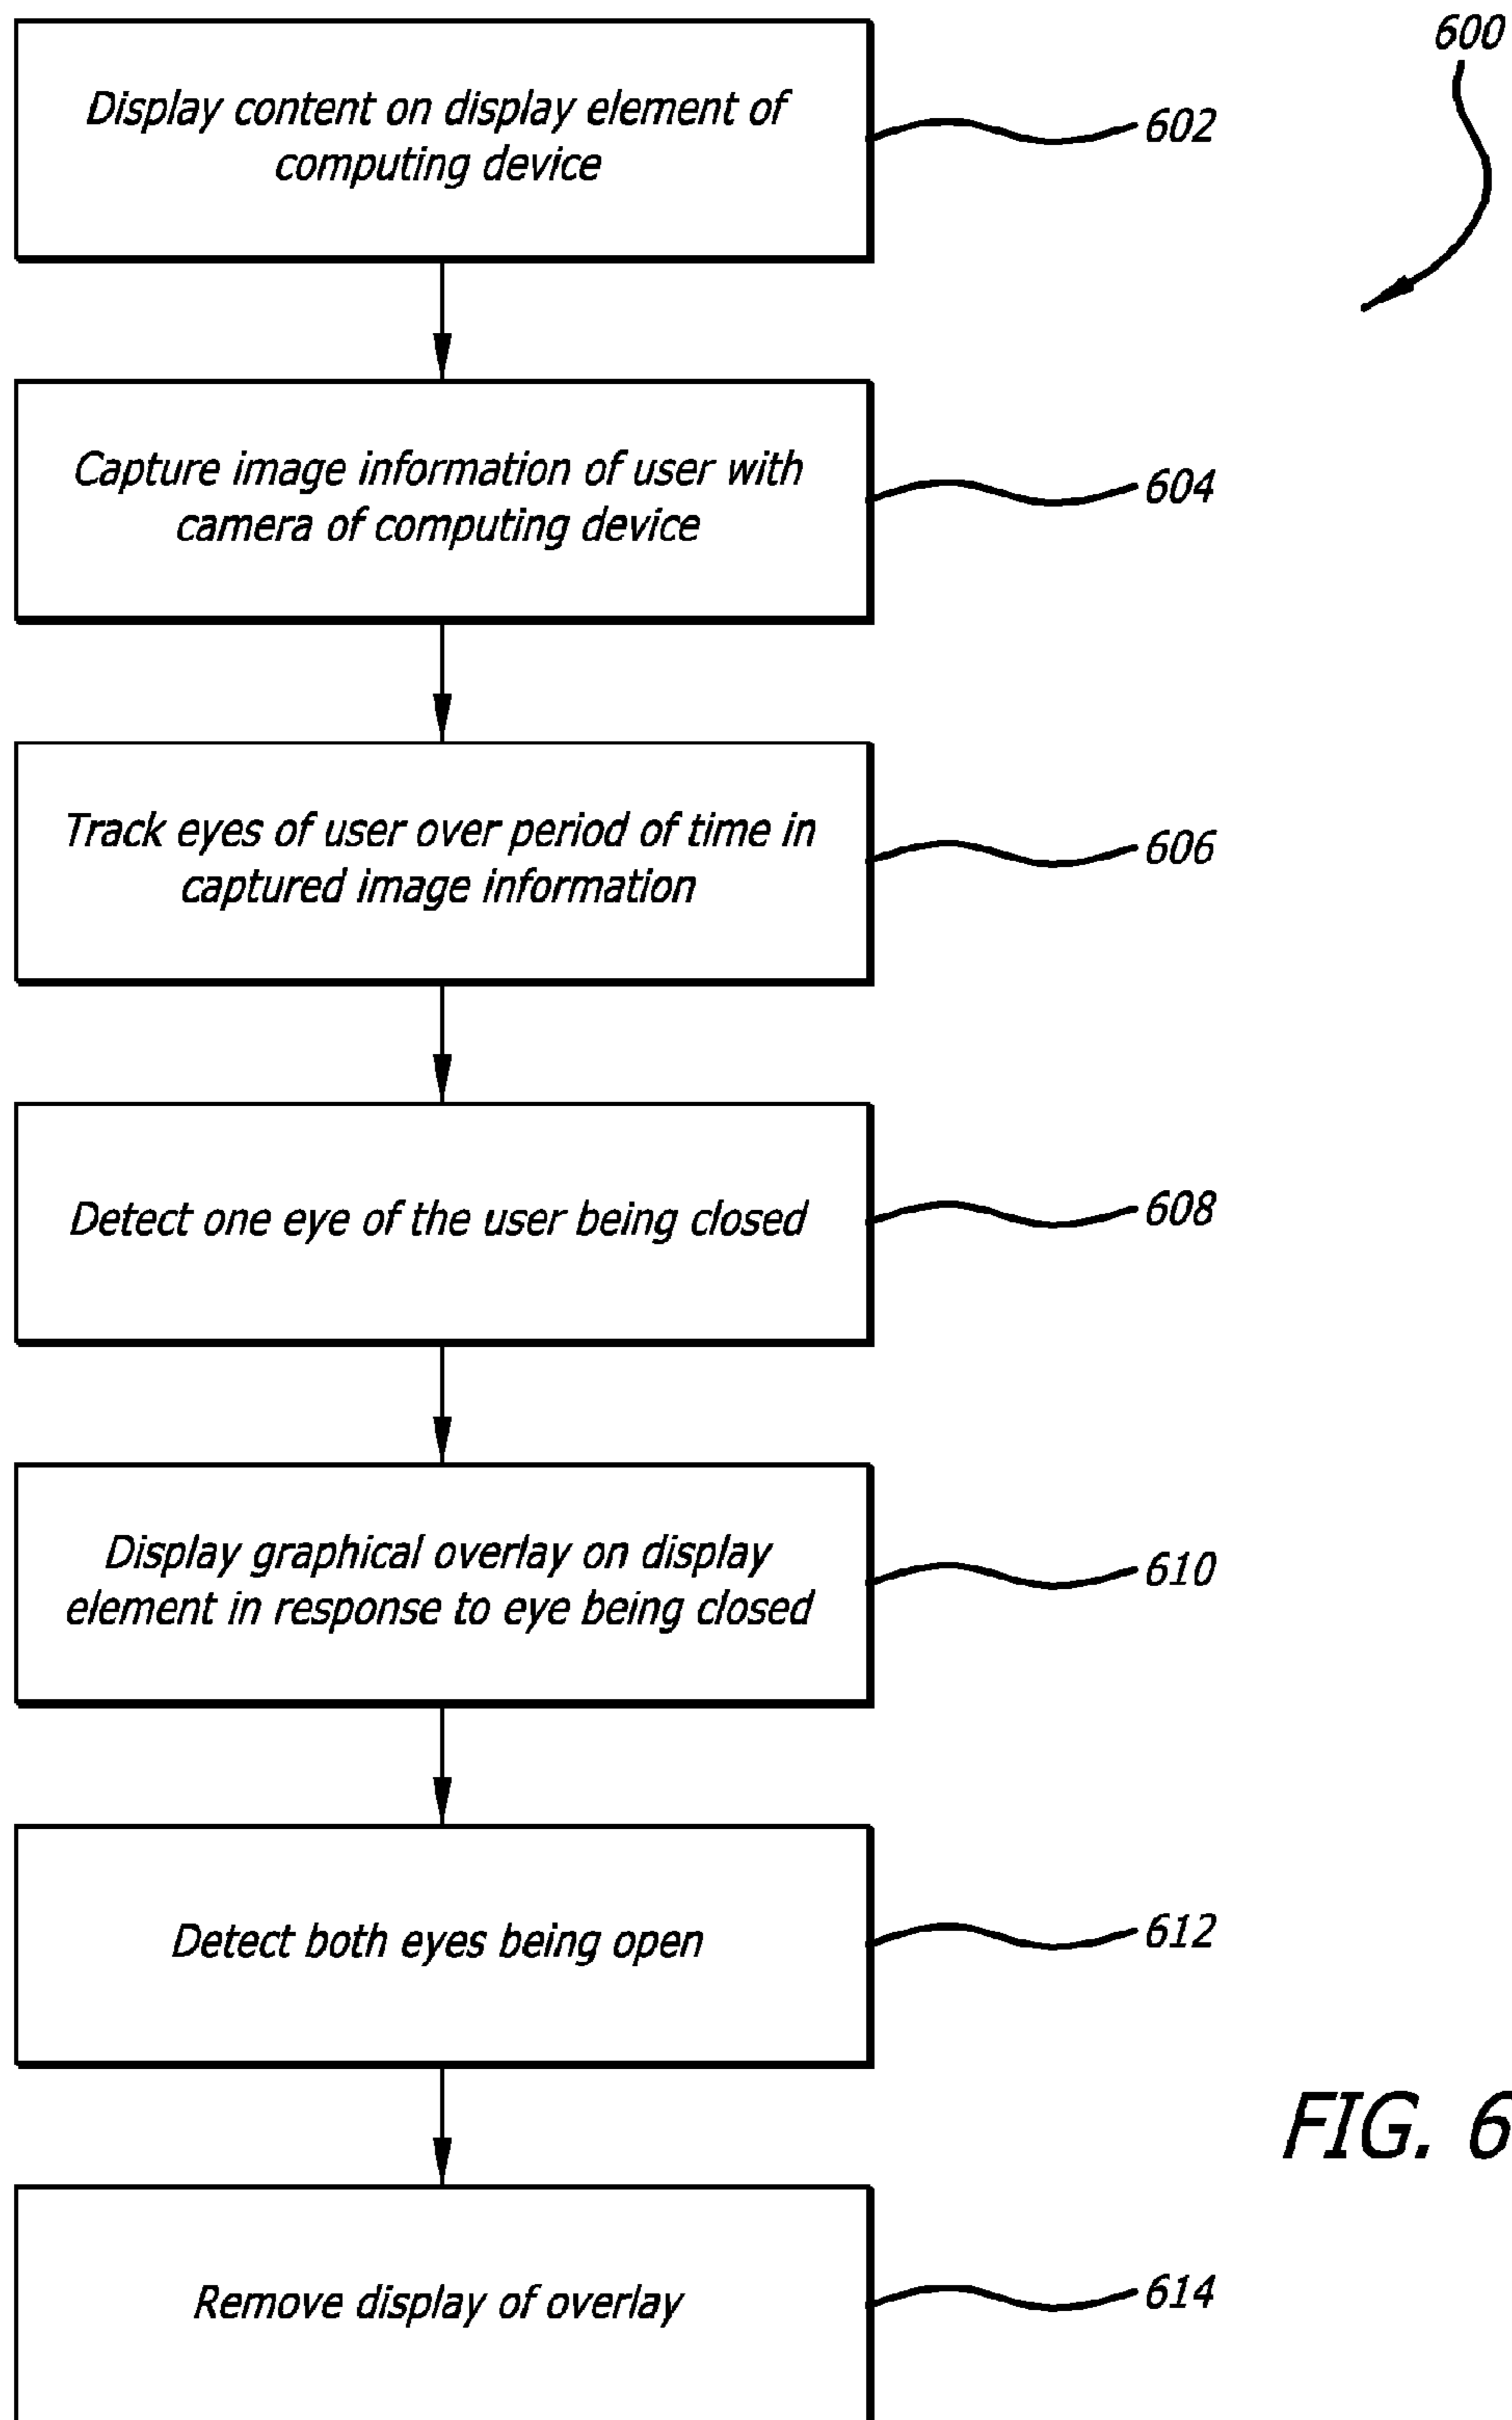 600
Display content on display element of
computing device
602
Capture image information of user with
camera of computing device
604
Track eyes of user over period of time in
captured image information
606
Detect one eye of the user being closed
608
Display graphical overlay on display
element in response to eye being closed
610
Detect both eyes being open
612
Remove display of overlay
614
FIG. 6